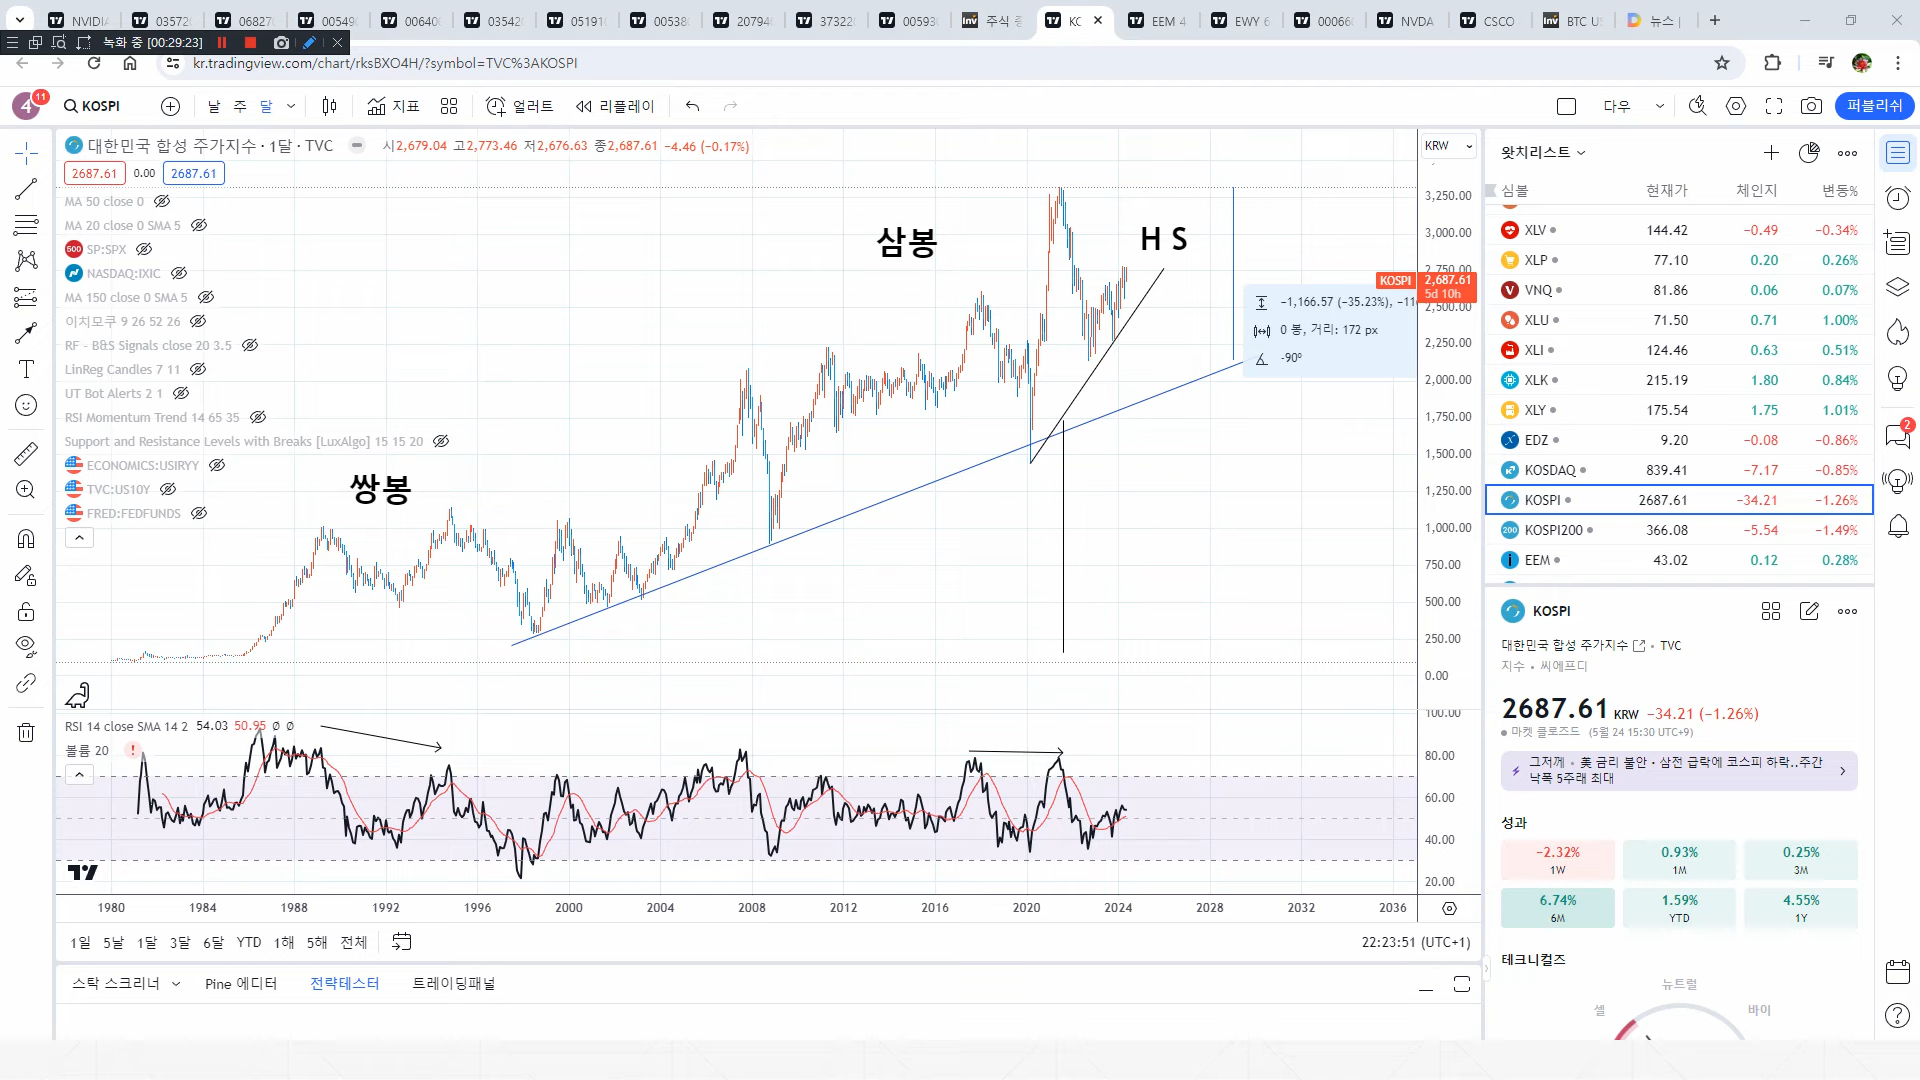 NVIDIA 03572 06827 00549 00640 03542 05191 00538 20794 37322 00593 주식 KO EEM 4 EWY 6 00066 NVDA CSCO BTC U 뉴스 |
녹화 중 [00:29:23]
kr.tradingview.com/chart/rksBXO4H/?symbol=TVC%3AKOSPI
4 11 KOSPI 날 주 달 지표 얼러트 리플레이 다우 퍼블리쉬
대한민국 합성 주가지수 · 1달 · TVC 시2,679.04 고2,773.46 저2,676.63 종2,687.61 −4.46 (−0.17%)
KRW
2687.61 0.00 2687.61
MA 50 close 0
MA 20 close 0 SMA 5
500 SP:SPX
NASDAQ:IXIC
MA 150 close 0 SMA 5
이치모쿠 9 26 52 26
RF - B&S Signals close 20 3.5
LinReg Candles 7 11
UT Bot Alerts 2 1
RSI Momentum Trend 14 65 35
Support and Resistance Levels with Breaks [LuxAlgo] 15 15 20
ECONOMICS:USIRYY
TVC:US10Y
FRED:FEDFUNDS
쌍봉
삼봉
H S
−1,166.57 (−35.23%), −11
0 봉, 거리: 172 px
-90º
3,250.00
3,000.00
2,750.00
KOSPI 2,687.61
5d 10h
2,500.00
2,250.00
2,000.00
1,750.00
1,500.00
1,250.00
1,000.00
750.00
500.00
250.00
0.00
RSI 14 close SMA 14 2 54.03 50.95 Ø Ø
볼륨 20 !
100.00
80.00
60.00
40.00
20.00
1980 1984 1988 1992 1996 2000 2004 2008 2012 2016 2020 2024 2028 2032 2036
1일 5날 1달 3달 6달 YTD 1해 5해 전체
22:23:51 (UTC+1)
스탁 스크리너 Pine 에디터 전략테스터 트레이딩패널
왓치리스트
심볼 현재가 체인지 변동%
XLV 144.42 −0.49 −0.34%
XLP 77.10 0.20 0.26%
VNQ 81.86 0.06 0.07%
XLU 71.50 0.71 1.00%
XLI 124.46 0.63 0.51%
XLK 215.19 1.80 0.84%
XLY 175.54 1.75 1.01%
EDZ 9.20 −0.08 −0.86%
KOSDAQ 839.41 −7.17 −0.85%
KOSPI 2687.61 −34.21 −1.26%
200 KOSPI200 366.08 −5.54 −1.49%
EEM 43.02 0.12 0.28%
2
KOSPI
대한민국 합성 주가지수 • TVC
지수 • 씨에프디
2687.61 KRW −34.21 (−1.26%)
마켓 클로즈드 (5월 24 15:30 UTC+9)
그저께 • 美 금리 불안·삼전 급락에 코스피 하락..주간 낙폭 5주래 최대
성과
−2.32% 0.93% 0.25%
1W 1M 3M
6.74% 1.59% 4.55%
6M YTD 1Y
테크니컬즈
뉴트럴
셀 바이